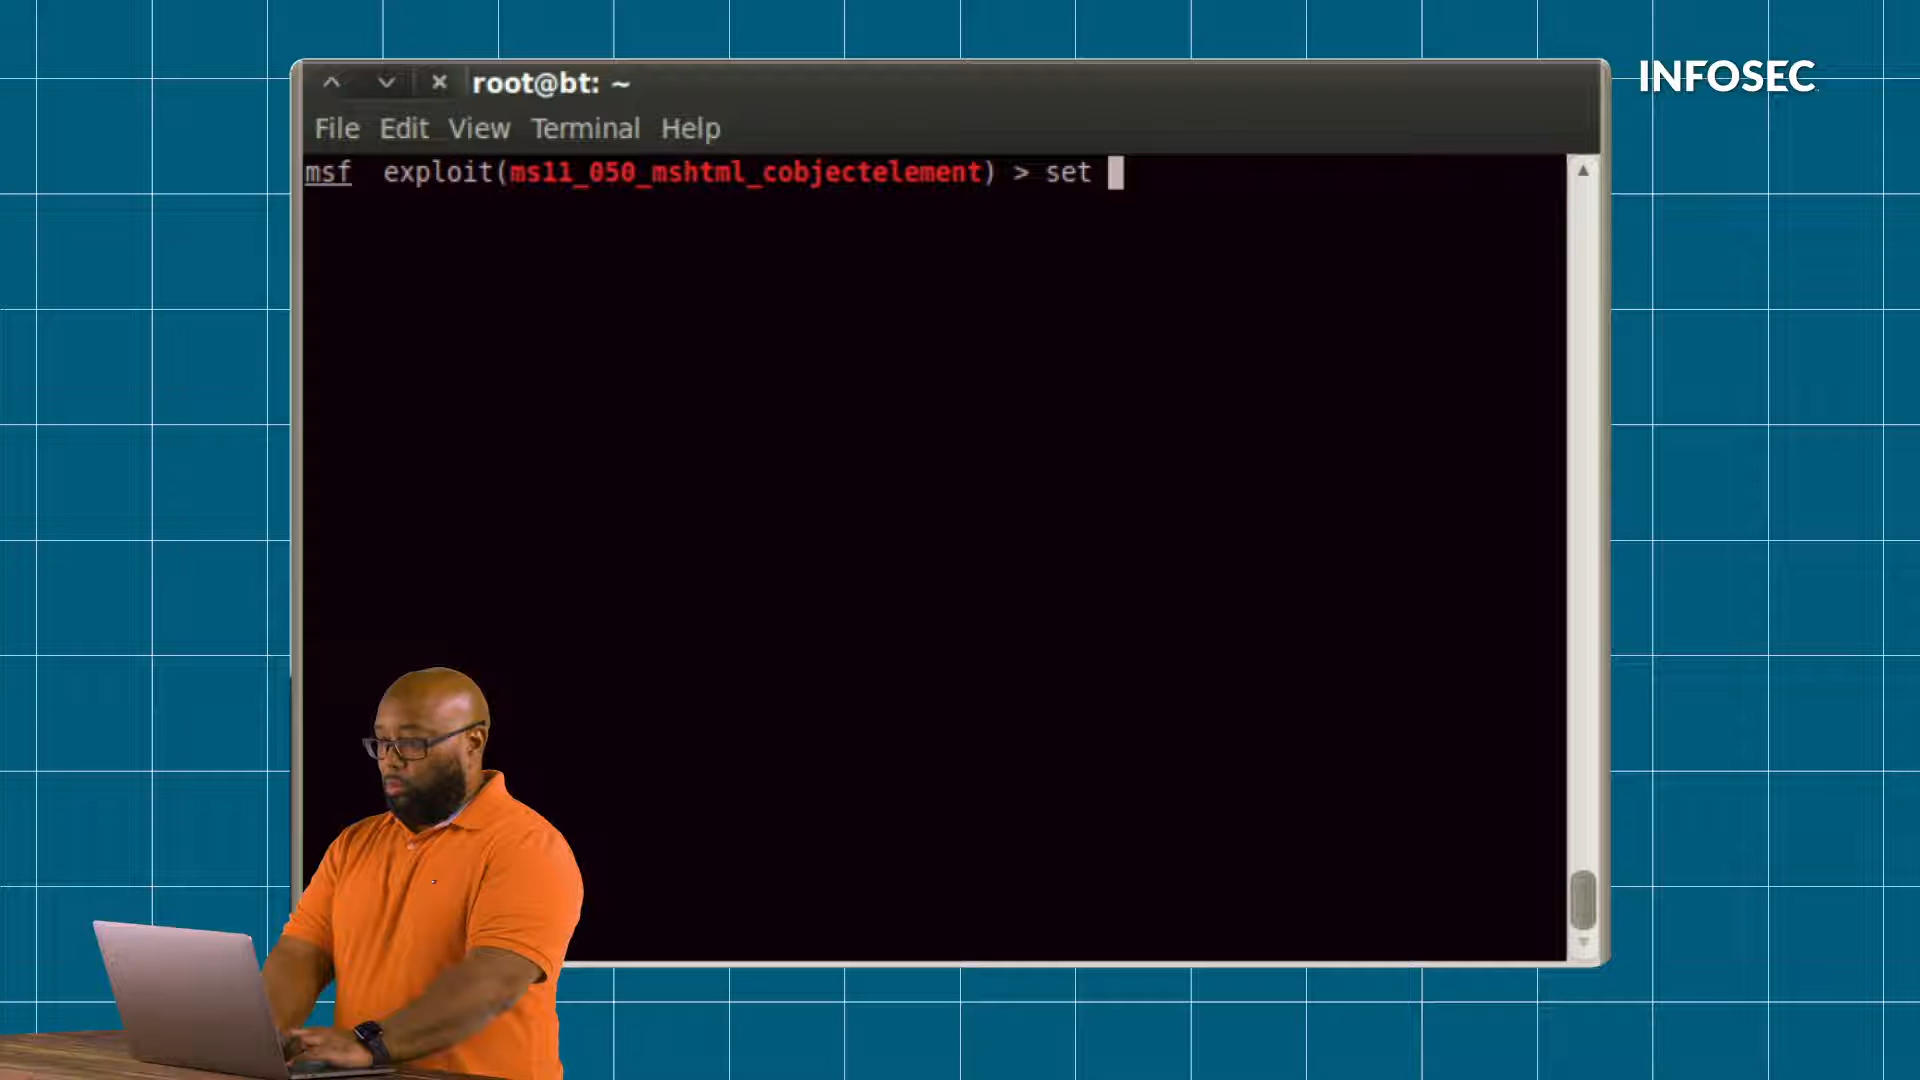 root@bt: ~
INFOSEC
File Edit View Terminal Help
msf exploit(ms11_050_mshtml_cobjectelement) > set